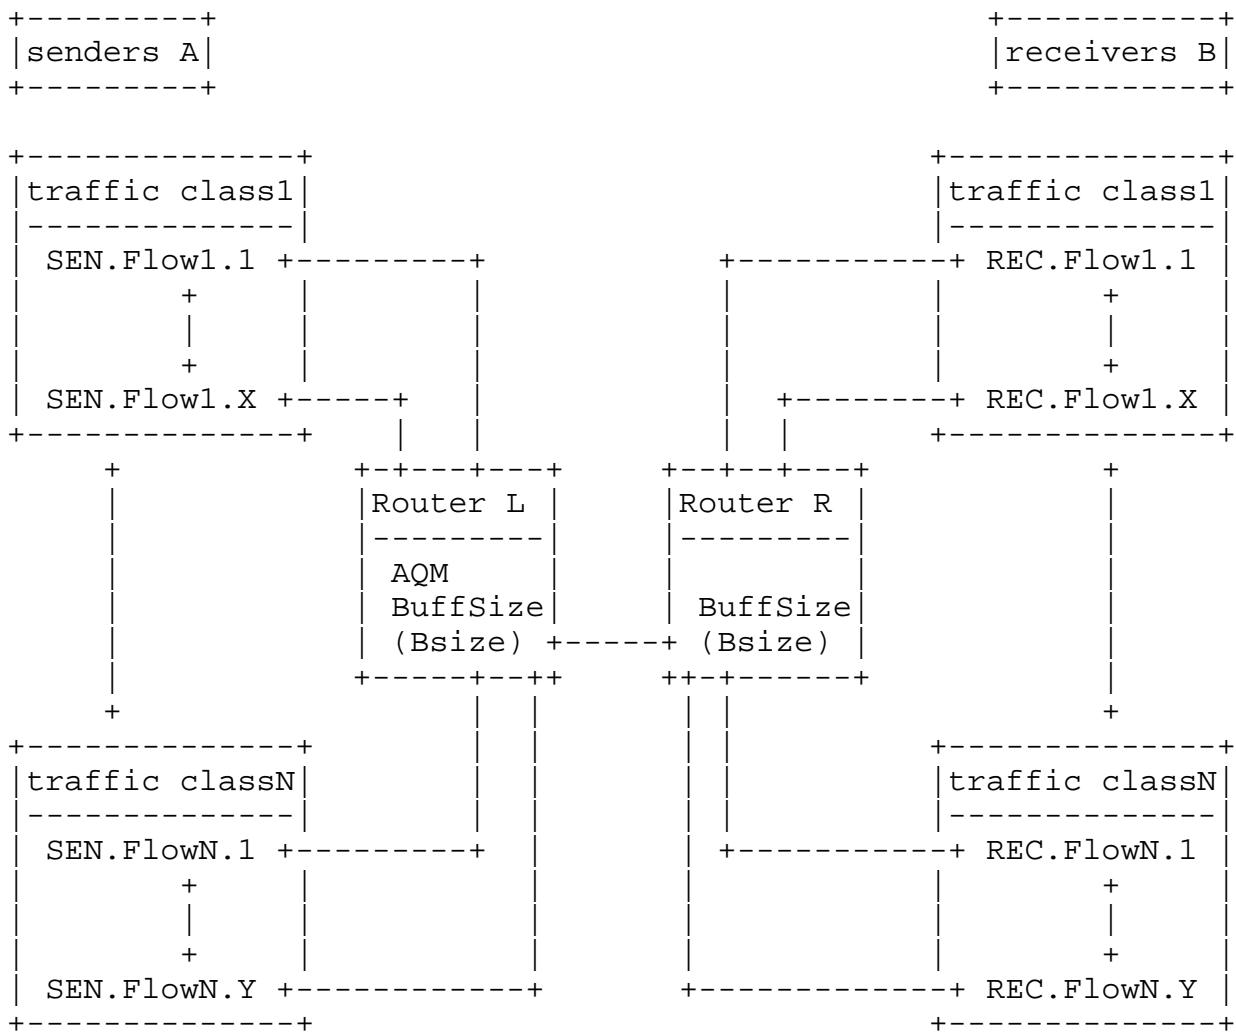 senders A
receivers B
traffic class1
traffic class1
SEN.Flow1.1
REC.Flow1.1
SEN.Flow1.X
REC.Flow1.X
Router L
Router R
AQM
BuffSize
BuffSize
(Bsize)
(Bsize)
traffic classN
traffic classN
SEN.FlowN.1
REC.FlowN.1
SEN.FlowN.Y
REC.FlowN.Y